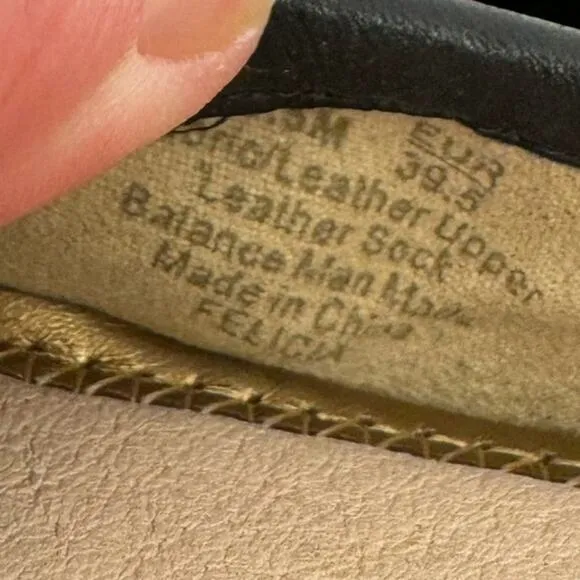 M EUR
39.5
Leather Upper
Leather Sock
Balance Man Made
Made in China
FELICIA